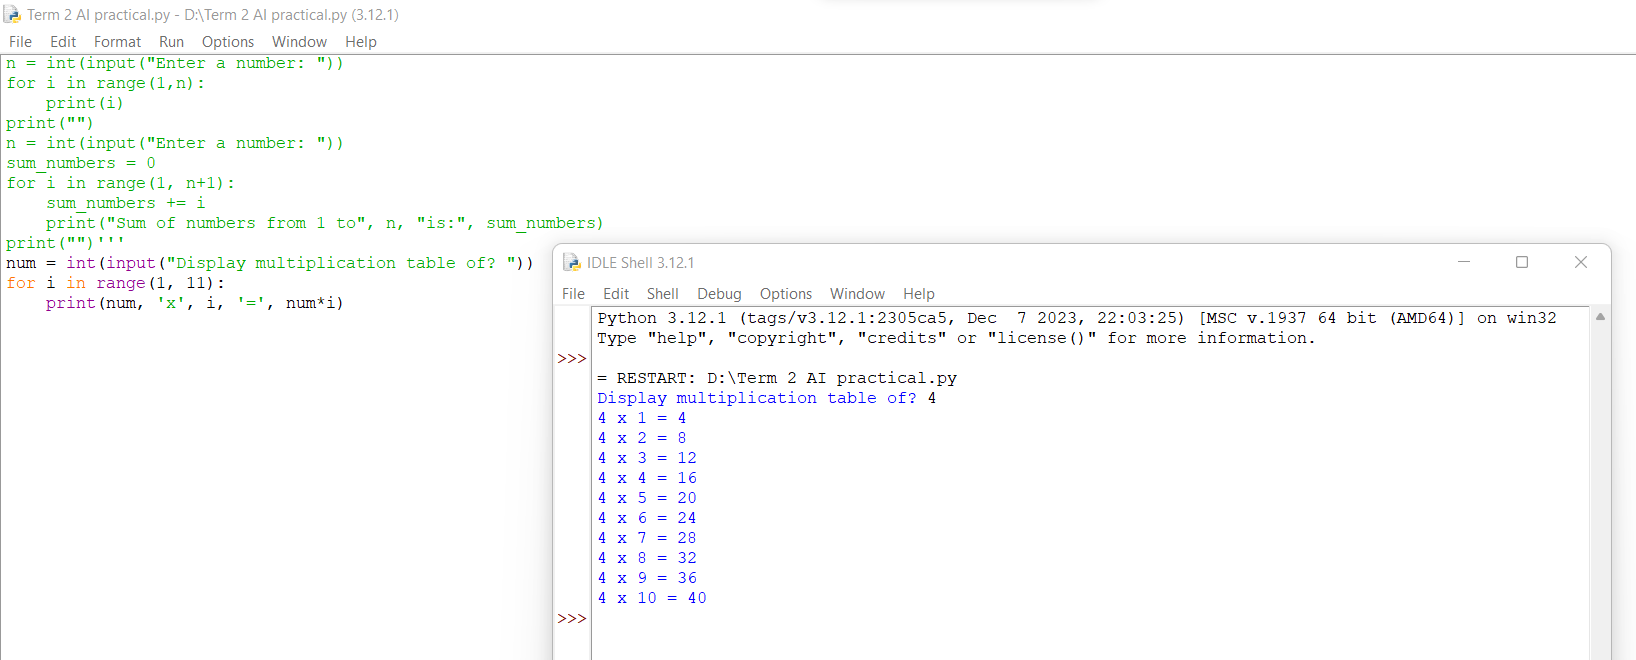 Term 2 AI practical.py - D:\Term 2 AI practical.py (3.12.1)
File Edit Format Run Options Window Help
n = int(input("Enter a number: "))
for i in range(1,n):
    print(i)
print("")
n = int(input("Enter a number: "))
sum_numbers = 0
for i in range(1, n+1):
    sum_numbers += i
    print("Sum of numbers from 1 to", n, "is:", sum_numbers)
print("")'''
num = int(input("Display multiplication table of? "))
for i in range(1, 11):
    print(num, 'x', i, '=', num*i)
IDLE Shell 3.12.1
File Edit Shell Debug Options Window Help
Python 3.12.1 (tags/v3.12.1:2305ca5, Dec  7 2023, 22:03:25) [MSC v.1937 64 bit (AMD64)] on win32
Type "help", "copyright", "credits" or "license()" for more information.
>>>
= RESTART: D:\Term 2 AI practical.py
Display multiplication table of? 4
4 x 1 = 4
4 x 2 = 8
4 x 3 = 12
4 x 4 = 16
4 x 5 = 20
4 x 6 = 24
4 x 7 = 28
4 x 8 = 32
4 x 9 = 36
4 x 10 = 40
>>>